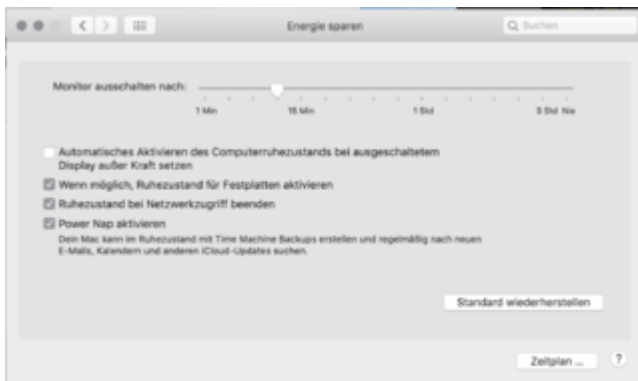 Energie sparen
Suchen
Monitor ausschalten nach:
1 Min 15 Min 1 Std 3 Std Nie
Automatisches Aktivieren des Computerruhezustands bei ausgeschaltetem
Display außer Kraft setzen
Wenn möglich, Ruhezustand für Festplatten aktivieren
Ruhezustand bei Netzwerkzugriff beenden
Power Nap aktivieren
Dein Mac kann im Ruhezustand mit Time Machine Backups erstellen und regelmäßig nach neuen
E-Mails, Kalendern und anderen iCloud-Updates suchen.
Standard wiederherstellen
Zeitplan ...
?